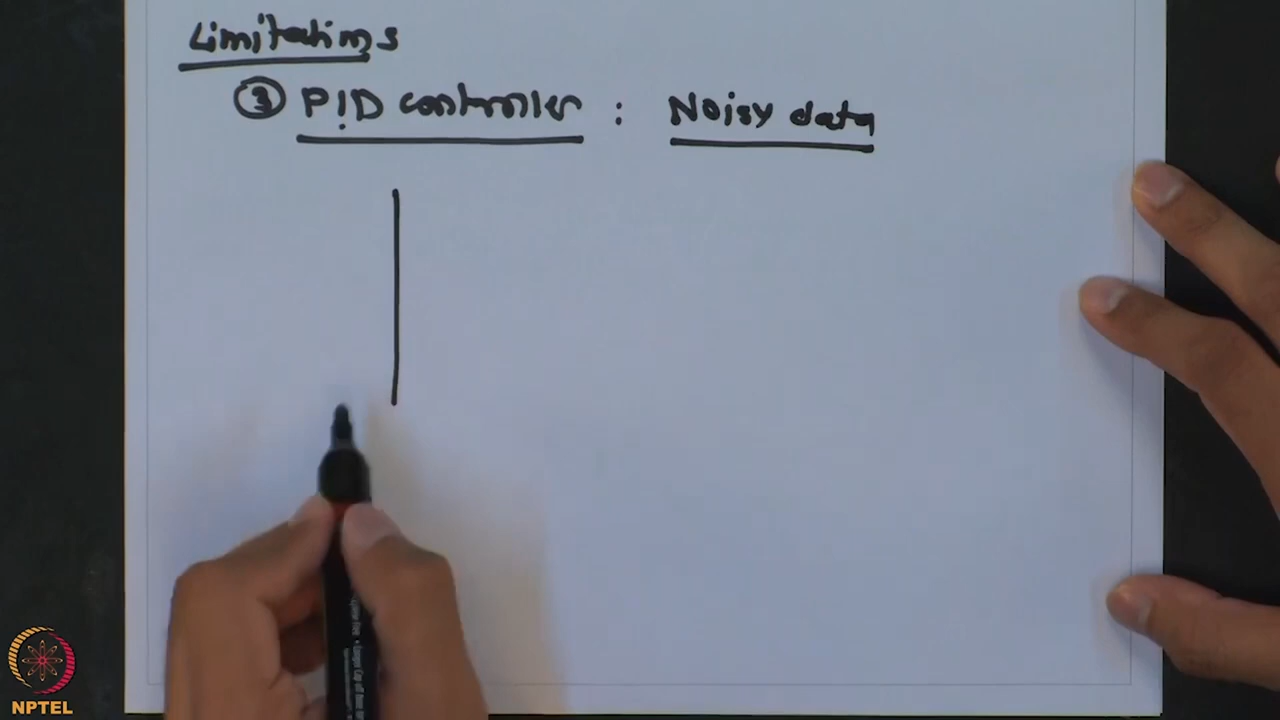 Limitations
③ PID controller : Noisy data
NPTEL